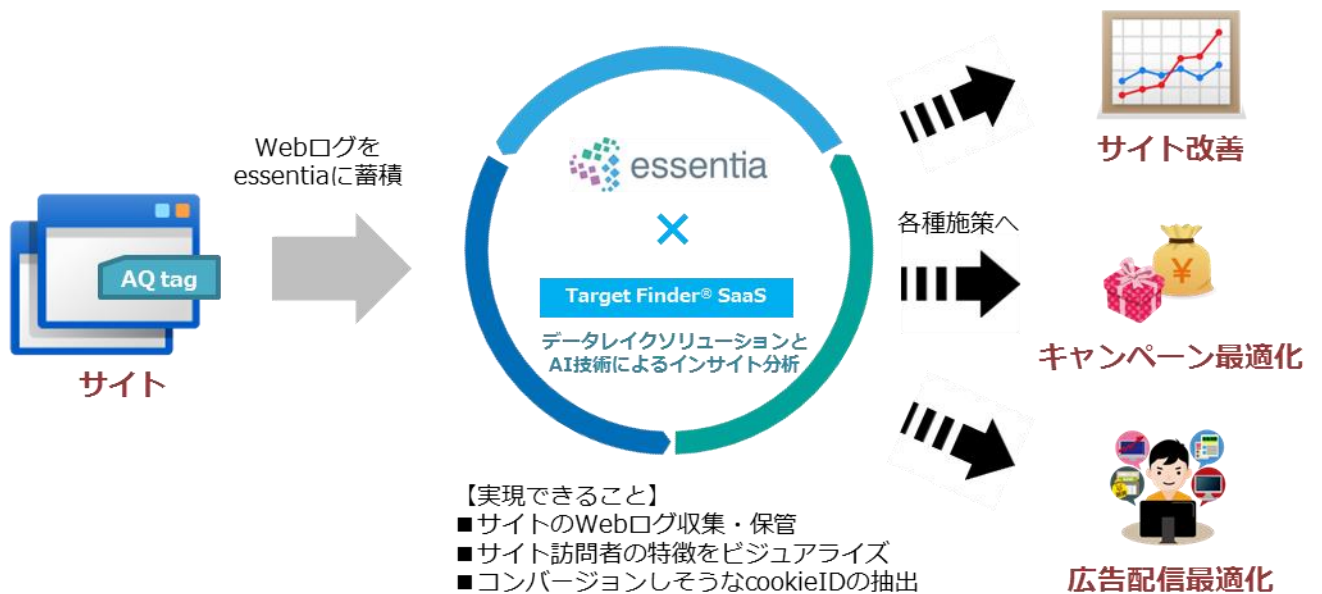 Webログを
essentiaに蓄積
AQ tag
サイト
essentia
×
Target Finder® SaaS
データレイクソリューションと
AI技術によるインサイト分析
【実現できること】
■サイトのWebログ収集・保管
■サイト訪問者の特徴をビジュアライズ
■コンバージョンしそうなcookieIDの抽出
各種施策へ
サイト改善
¥
キャンペーン最適化
広告配信最適化